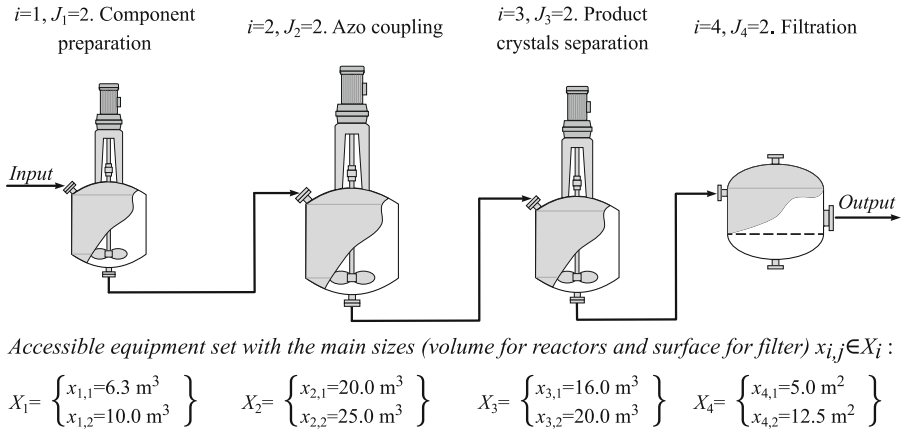 i=1, J₁=2. Component
preparation
i=2, J₂=2. Azo coupling
i=3, J₃=2. Product
crystals separation
i=4, J₄=2. Filtration
Input
Output
Accessible equipment set with the main sizes (volume for reactors and surface for filter) xᵢ,ⱼ∈Xᵢ :
X₁= { x₁,₁=6.3 m³
x₁,₂=10.0 m³ }
X₂= { x₂,₁=20.0 m³
x₂,₂=25.0 m³ }
X₃= { x₃,₁=16.0 m³
x₃,₂=20.0 m³ }
X₄= { x₄,₁=5.0 m²
x₄,₂=12.5 m² }